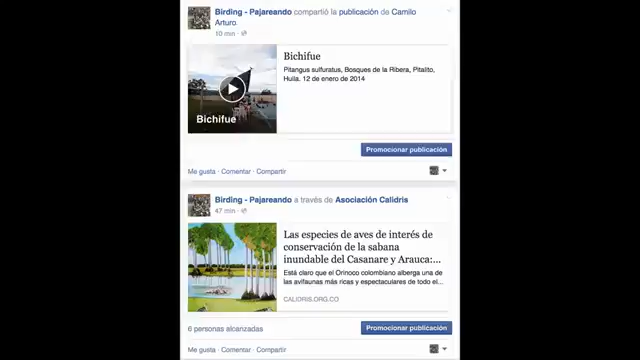 Birding - Pajareando compartió la publicación de Camilo
Arturo.
10 min ·
Bichifue
Pitangus sulfuratus, Bosques de la Ribera, Pitalito,
Huila. 12 de enero de 2014
Bichifue
Promocionar publicación
Me gusta · Comentar · Compartir
Birding - Pajareando a través de Asociación Calidris
47 min ·
Las especies de aves de interés de
conservación de la sabana
inundable del Casanare y Arauca:...
Está claro que el Orinoco colombiano alberga una de
las avifaunas más ricas y espectaculares de todo el...
CALIDRIS.ORG.CO
6 personas alcanzadas
Promocionar publicación
Me gusta · Comentar · Compartir